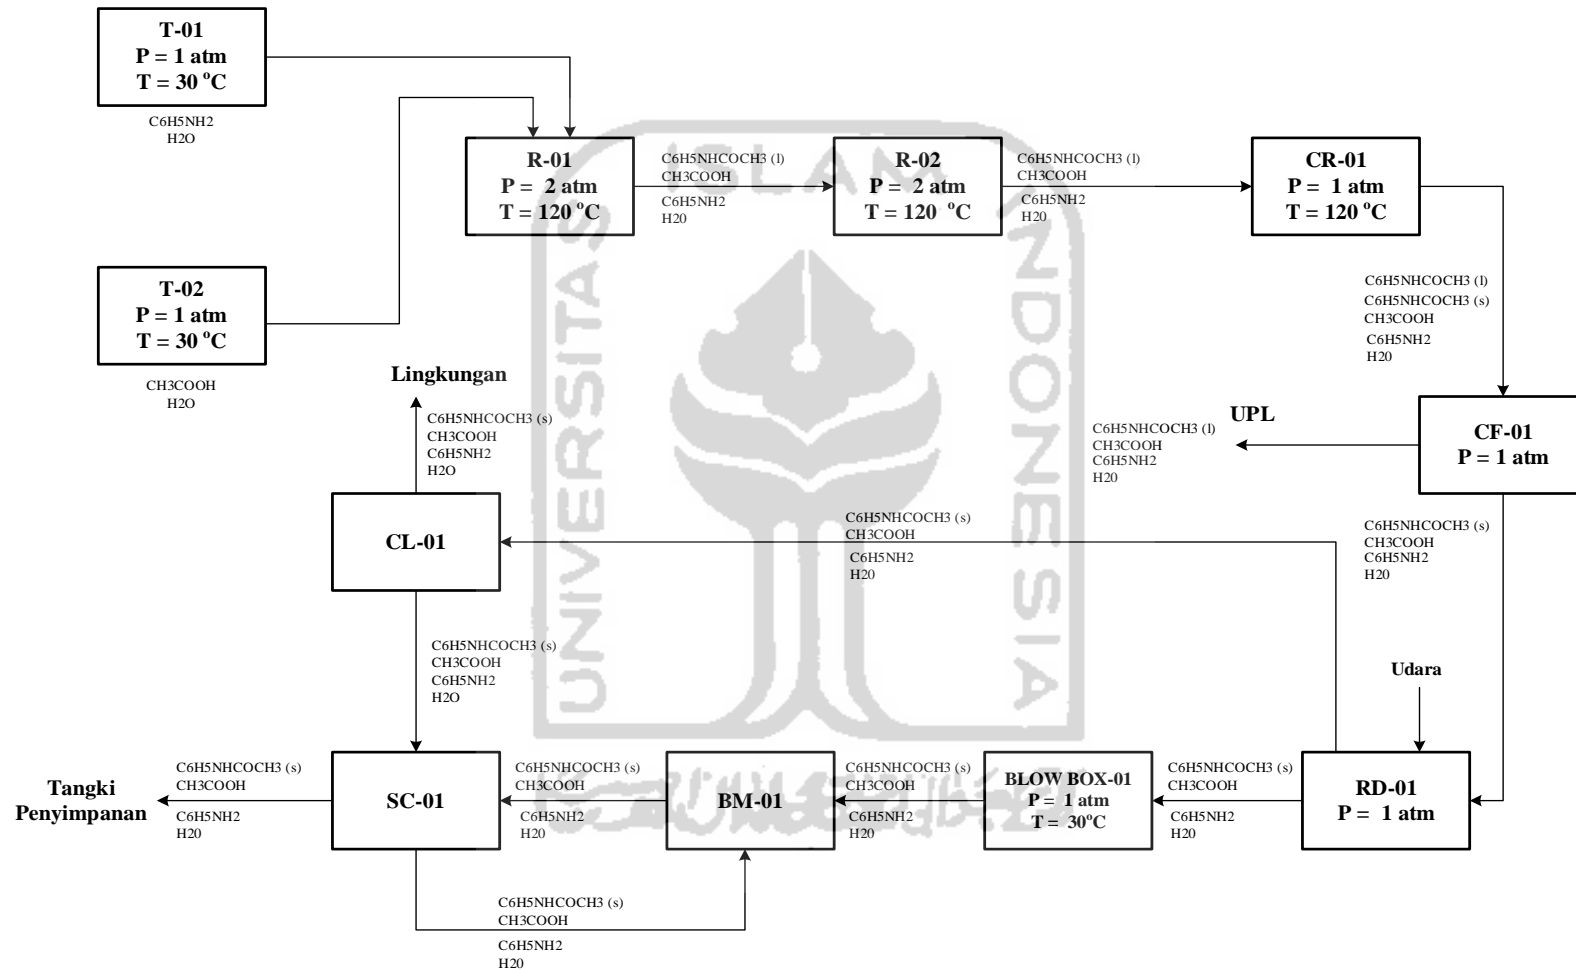 T-01
P = 1 atm
T = 30 °C
C6H5NH2
H2O
T-02
P = 1 atm
T = 30 °C
CH3COOH
H2O
R-01
P = 2 atm
T = 120 °C
C6H5NHCOCH3 (l)
CH3COOH
C6H5NH2
H20
R-02
P = 2 atm
T = 120 °C
C6H5NHCOCH3 (l)
CH3COOH
C6H5NH2
H20
CR-01
P = 1 atm
T = 120 °C
C6H5NHCOCH3 (l)
C6H5NHCOCH3 (s)
CH3COOH
C6H5NH2
H20
CF-01
P = 1 atm
UPL
C6H5NHCOCH3 (l)
CH3COOH
C6H5NH2
H20
C6H5NHCOCH3 (s)
CH3COOH
C6H5NH2
H20
Lingkungan
C6H5NHCOCH3 (s)
CH3COOH
C6H5NH2
H2O
CL-01
C6H5NHCOCH3 (s)
CH3COOH
C6H5NH2
H20
C6H5NHCOCH3 (s)
CH3COOH
C6H5NH2
H2O
Udara
RD-01
P = 1 atm
C6H5NHCOCH3 (s)
CH3COOH
C6H5NH2
H20
BLOW BOX-01
P = 1 atm
T = 30°C
C6H5NHCOCH3 (s)
CH3COOH
C6H5NH2
H20
BM-01
C6H5NHCOCH3 (s)
CH3COOH
C6H5NH2
H20
SC-01
C6H5NHCOCH3 (s)
CH3COOH
C6H5NH2
H20
Tangki
Penyimpanan
C6H5NHCOCH3 (s)
CH3COOH
C6H5NH2
H20
UNIVERSITAS
ISLAM
INDONESIA